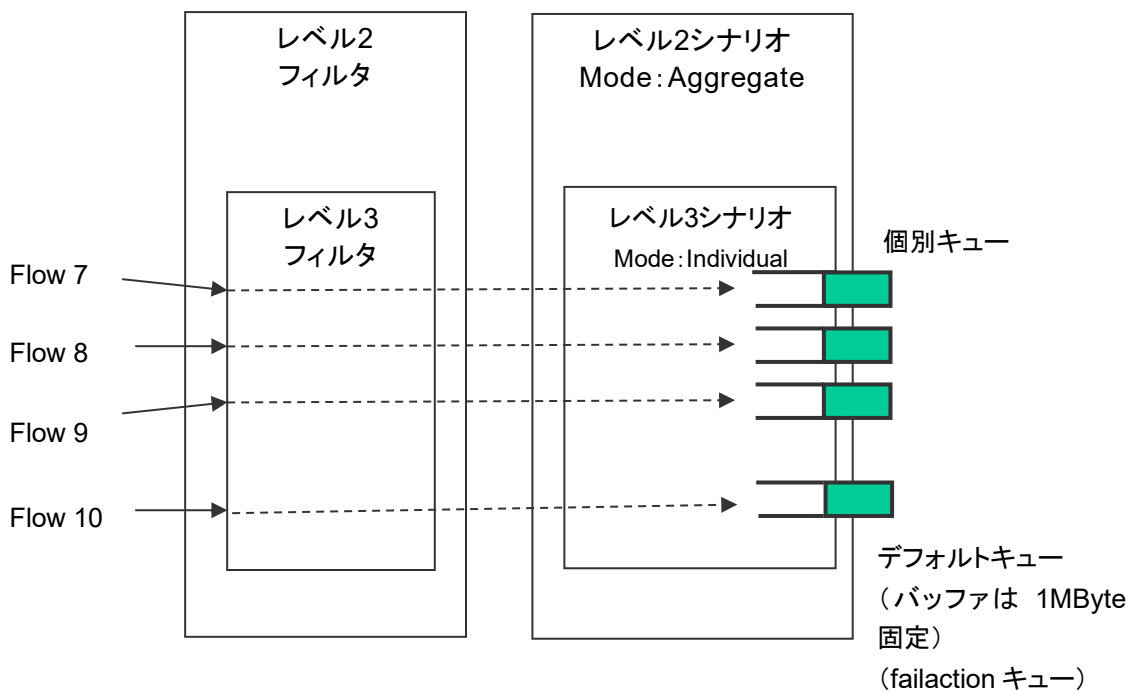 レベル2
フィルタ
レベル2シナリオ
Mode:Aggregate
レベル3
フィルタ
レベル3シナリオ
Mode:Individual
個別キュー
Flow 7
Flow 8
Flow 9
Flow 10
デフォルトキュー
（バッファは 1MByte
固定）
（failaction キュー）